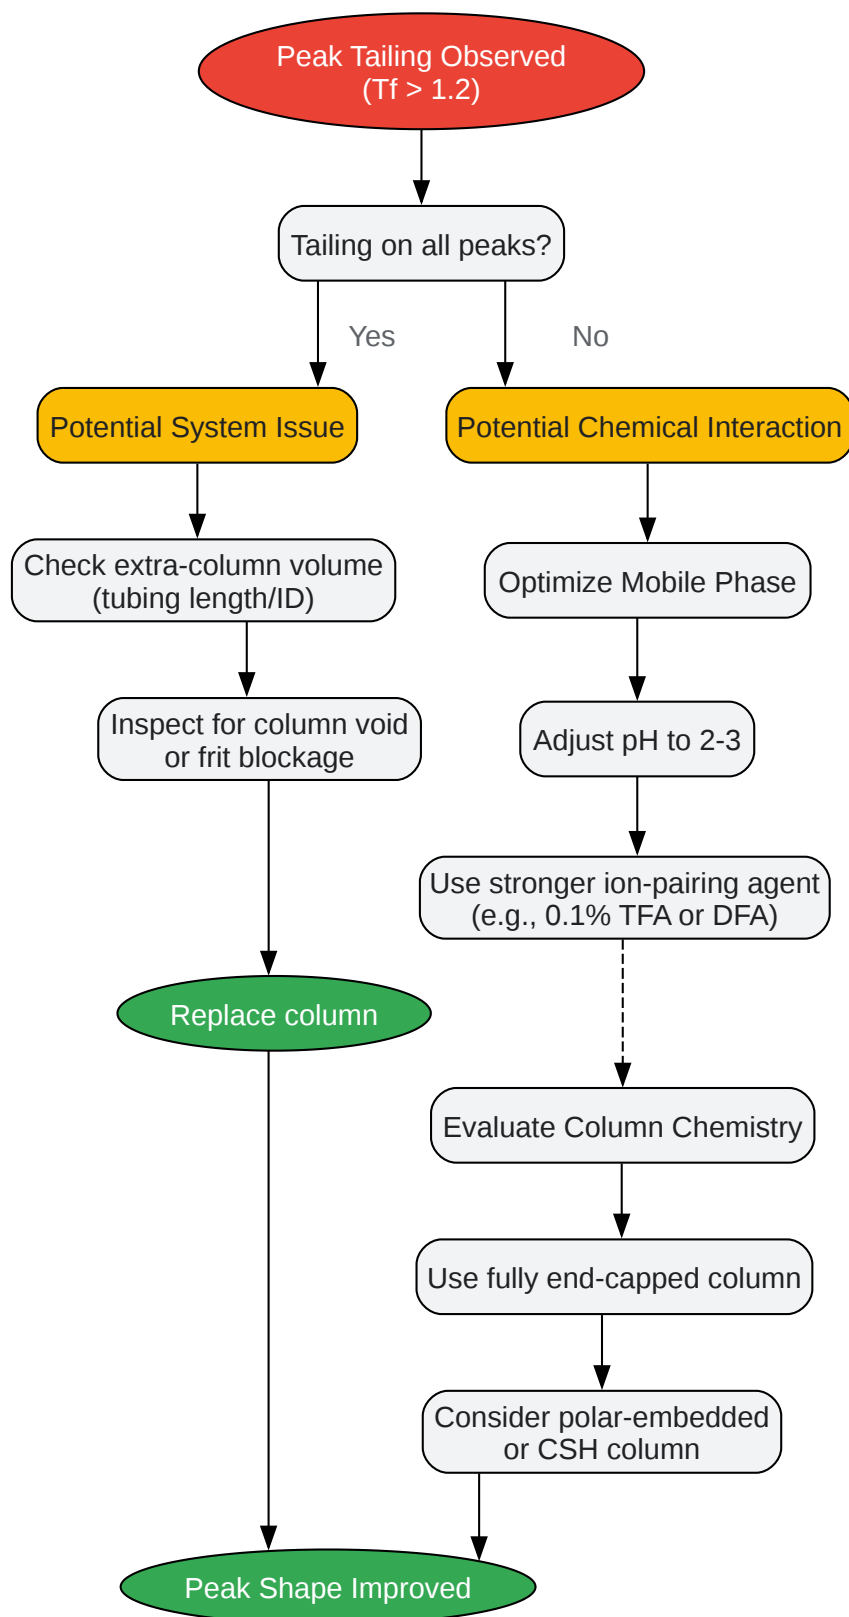 Peak Tailing Observed
(Tf > 1.2)
Tailing on all peaks?
Yes
No
Potential System Issue
Potential Chemical Interaction
Check extra-column volume
(tubing length/ID)
Optimize Mobile Phase
Inspect for column void
or frit blockage
Adjust pH to 2-3
Use stronger ion-pairing agent
(e.g., 0.1% TFA or DFA)
Replace column
Evaluate Column Chemistry
Use fully end-capped column
Consider polar-embedded
or CSH column
Peak Shape Improved